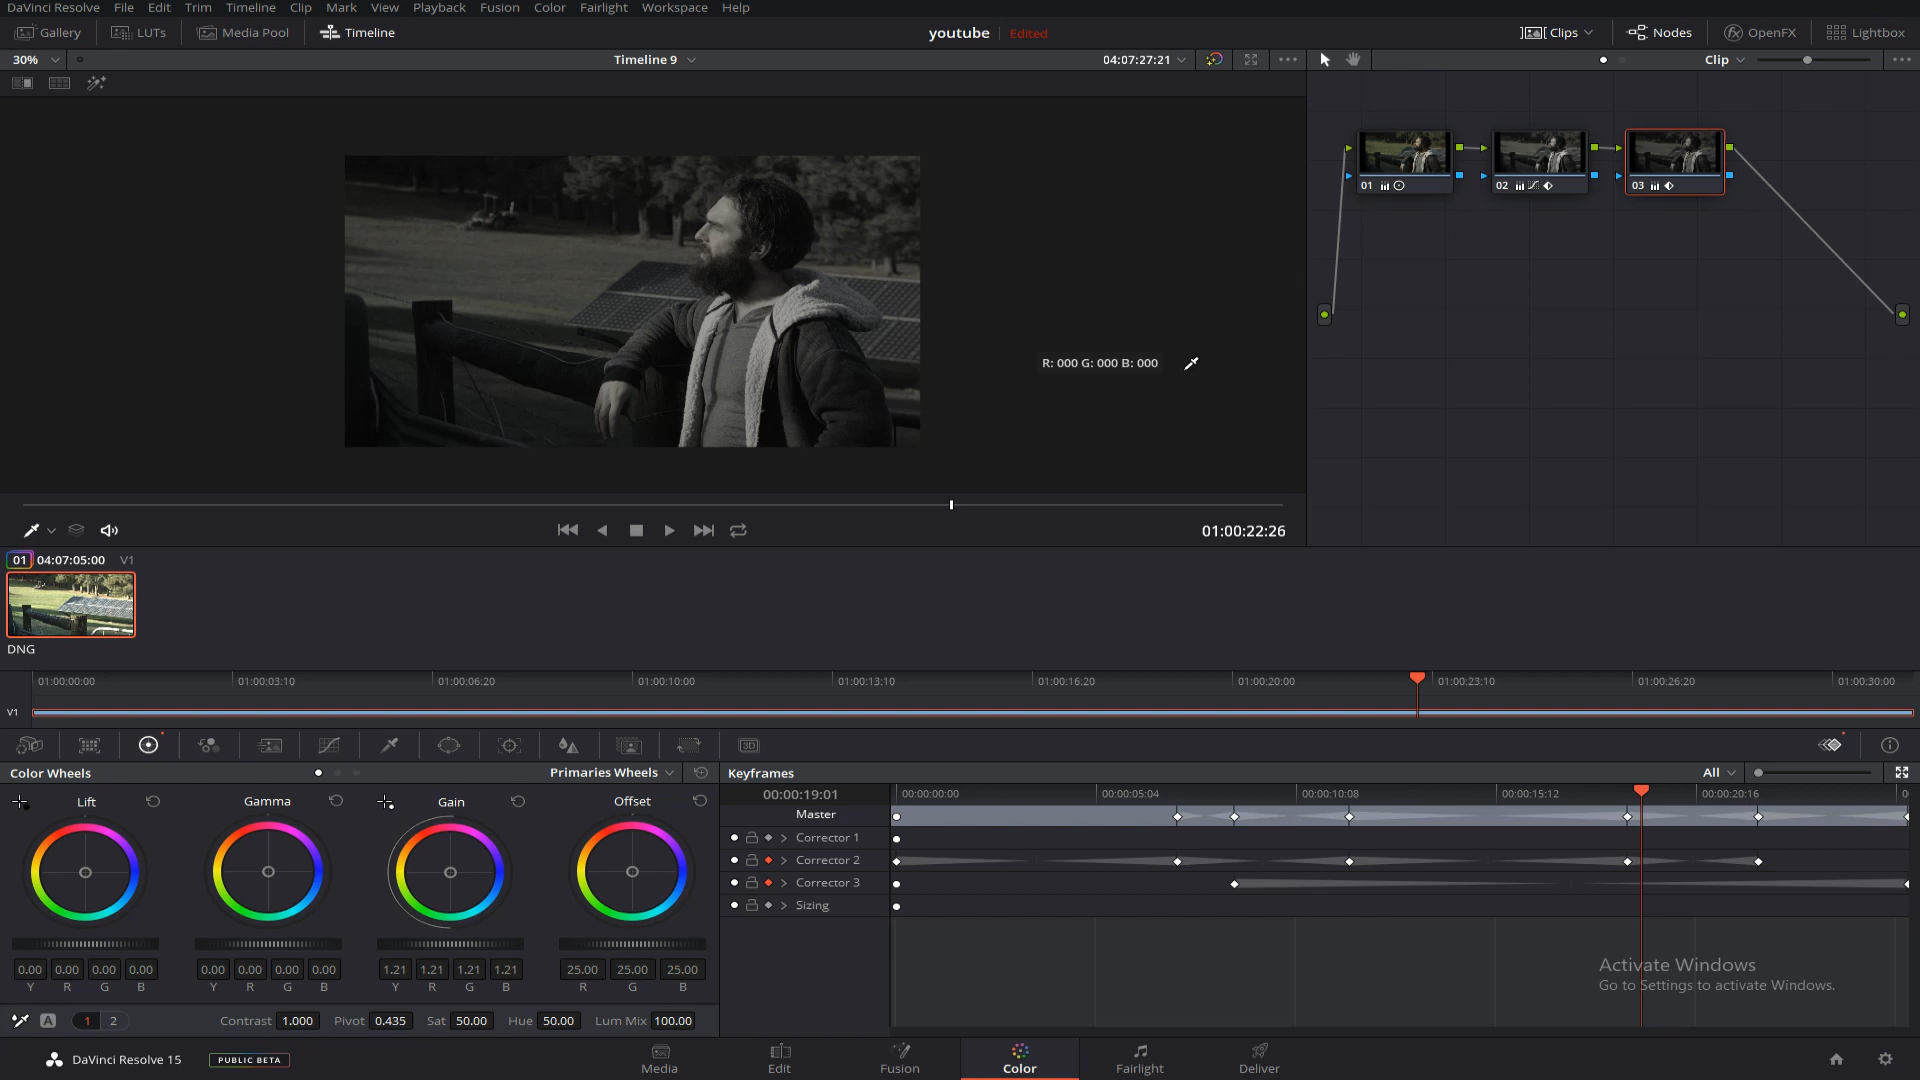 DaVinci Resolve File Edit Trim Timeline Clip Mark View Playback Fusion Color Fairlight Workspace Help
Gallery LUTs Media Pool Timeline youtube Edited Clips Nodes OpenFX Lightbox
30% Timeline 9 04:07:27:21 Clip
01 02 03
R: 000 G: 000 B: 000
01:00:22:26
01 04:07:05:00 V1
DNG
01:00:00:00 01:00:03:10 01:00:06:20 01:00:10:00 01:00:13:10 01:00:16:20 01:00:20:00 01:00:23:10 01:00:26:20 01:00:30:00
V1
3D
Color Wheels Primaries Wheels Keyframes All
Lift Gamma Gain Offset
00:00:19:01 00:00:00:00 00:00:05:04 00:00:10:08 00:00:15:12 00:00:20:16
Master
Corrector 1
Corrector 2
Corrector 3
Sizing
0.00 0.00 0.00 0.00 0.00 0.00 0.00 0.00 1.21 1.21 1.21 1.21 25.00 25.00 25.00
Y R G B Y R G B Y R G B R G B
Activate Windows
Go to Settings to activate Windows.
A 1 2 Contrast 1.000 Pivot 0.435 Sat 50.00 Hue 50.00 Lum Mix 100.00
DaVinci Resolve 15 PUBLIC BETA Media Edit Fusion Color Fairlight Deliver